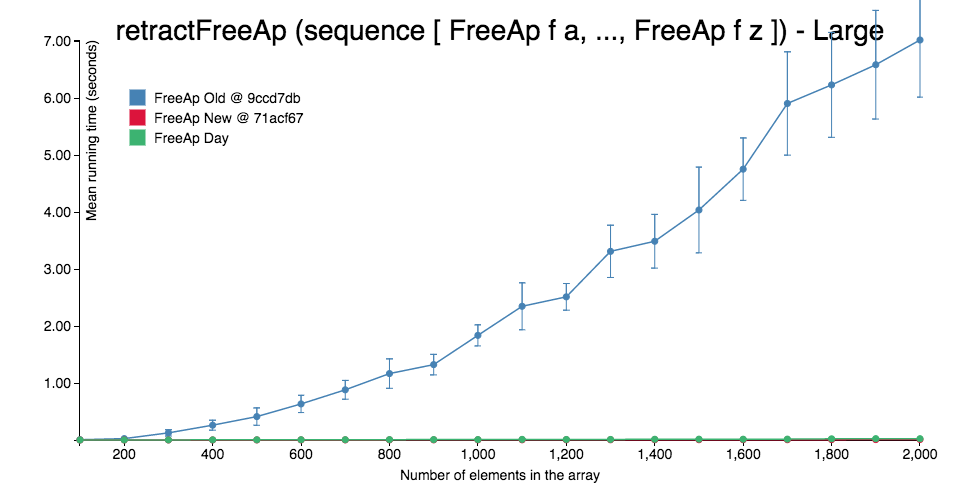 retractFreeAp (sequence [ FreeAp f a, ..., FreeAp f z ]) - Large
Mean running time (seconds)
FreeAp Old @ 9ccd7db
FreeAp New @ 71acf67
FreeAp Day
7.00
6.00
5.00
4.00
3.00
2.00
1.00
200 400 600 800 1,000 1,200 1,400 1,600 1,800 2,000
Number of elements in the array